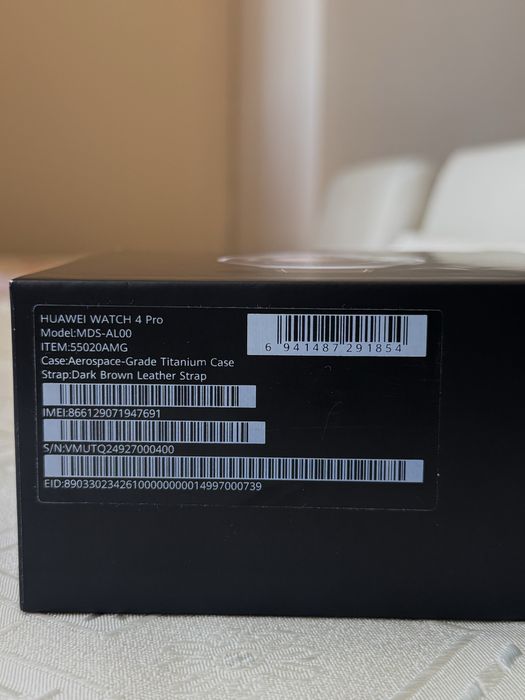 HUAWEI WATCH 4 Pro
Model:MDS-AL00
ITEM:55020AMG
Case:Aerospace-Grade Titanium Case
Strap:Dark Brown Leather Strap
6 941487 291854
IMEI:866129071947691
S/N:VMUTQ24927000400
EID:89033023426100000000014997000739